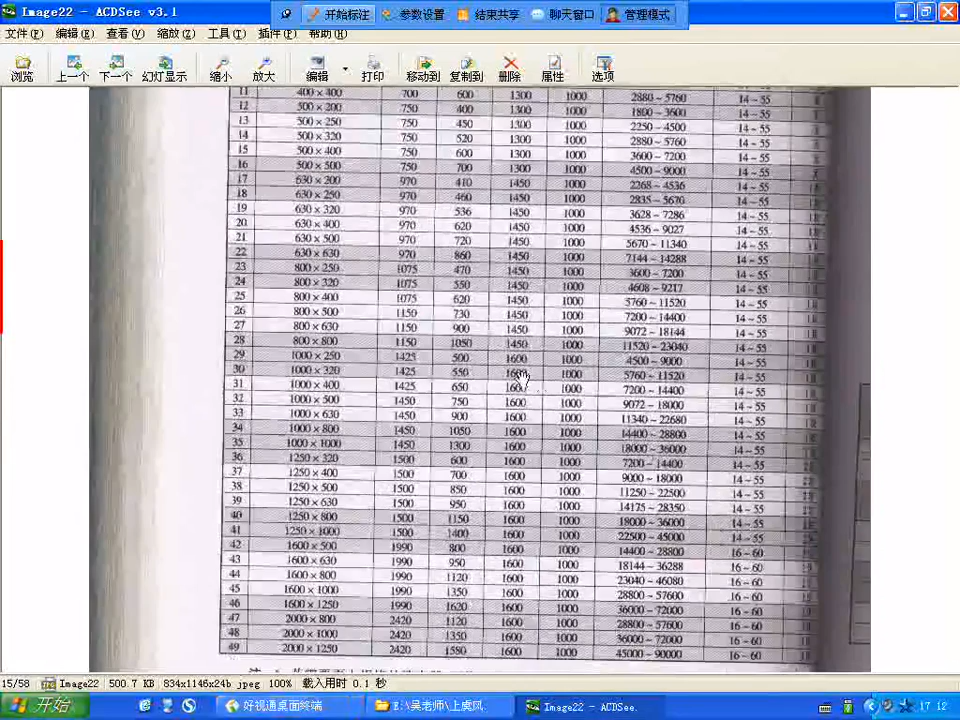 Image22 - ACDSee v3.1
开始标注 参数设置 结束共享 聊天窗口 管理模式
文件(F) 编辑(E) 查看(V) 缩放(Z) 工具(T) 插件(P) 帮助(H)
浏览 上一个 下一个 幻灯显示 缩小 放大 编辑 打印 移动到 复制到 删除 属性 选项
11 400×400 700 600 1300 1000 2880~5760 14~55
12 500×200 750 400 1300 1000 1800~3600 14~55
13 500×250 750 450 1300 1000 2250~4500 14~55
14 500×320 750 520 1300 1000 2880~5760 14~55
15 500×400 750 600 1300 1000 3600~7200 14~55
16 500×500 750 700 1300 1000 4500~9000 14~55
17 630×200 970 410 1450 1000 2268~4536 14~55
18 630×250 970 460 1450 1000 2835~5670 14~55
19 630×320 970 536 1450 1000 3628~7286 14~55
20 630×400 970 620 1450 1000 4536~9027 14~55
21 630×500 970 720 1450 1000 5670~11340 14~55
22 630×630 970 860 1450 1000 7144~14288 14~55
23 800×250 1075 470 1450 1000 3600~7200 14~55
24 800×320 1075 550 1450 1000 4608~9217 14~55
25 800×400 1075 620 1450 1000 5760~11520 14~55
26 800×500 1150 730 1450 1000 7200~14400 14~55
27 800×630 1150 900 1450 1000 9072~18144 14~55
28 800×800 1150 1050 1450 1000 11520~23040 14~55
29 1000×250 1425 500 1600 1000 4500~9000 14~55
30 1000×320 1425 550 1600 1000 5760~11520 14~55
31 1000×400 1425 650 1600 1000 7200~14400 14~55
32 1000×500 1450 750 1600 1000 9072~18000 14~55
33 1000×630 1450 900 1600 1000 11340~22680 14~55
34 1000×800 1450 1050 1600 1000 14400~28800 14~55
35 1000×1000 1450 1300 1600 1000 18000~36000 14~55
36 1250×320 1500 600 1600 1000 7200~14400 14~55
37 1250×400 1500 700 1600 1000 9000~18000 14~55
38 1250×500 1500 850 1600 1000 11250~22500 14~55
39 1250×630 1500 950 1600 1000 14175~28350 14~55
40 1250×800 1500 1150 1600 1000 18000~36000 14~55
41 1250×1000 1500 1400 1600 1000 22500~45000 14~55
42 1600×500 1990 800 1600 1000 14400~28800 16~60
43 1600×630 1990 950 1600 1000 18144~36288 16~60
44 1600×800 1990 1120 1600 1000 23040~46080 16~60
45 1600×1000 1990 1350 1600 1000 28800~57600 16~60
46 1600×1250 1990 1620 1600 1000 36000~72000 16~60
47 2000×800 2420 1120 1600 1000 28800~57600 16~60
48 2000×1000 2420 1350 1600 1000 36000~72000 16~60
49 2000×1250 2420 1580 1600 1000 45000~90000 16~60
15/58 Image22 500.7 KB 834x1146x24b jpeg 100% 载入用时 0.1 秒
开始 好视通桌面终端 E:\吴老师\上虞风. Image22 - ACDSee. 17:12